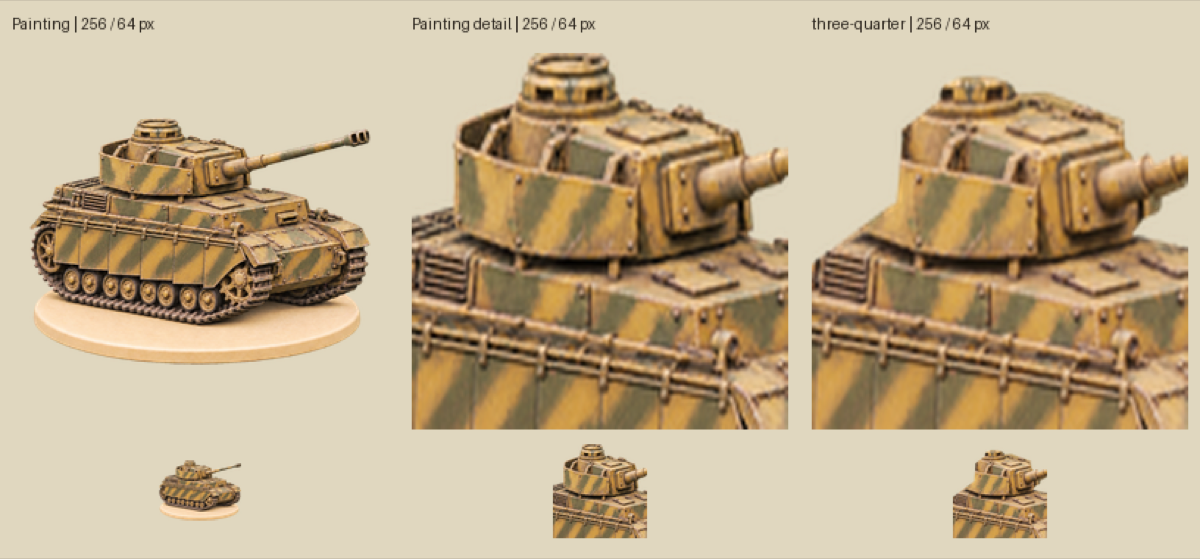 Painting | 256 / 64 px
Painting detail | 256 / 64 px
three-quarter | 256 / 64 px